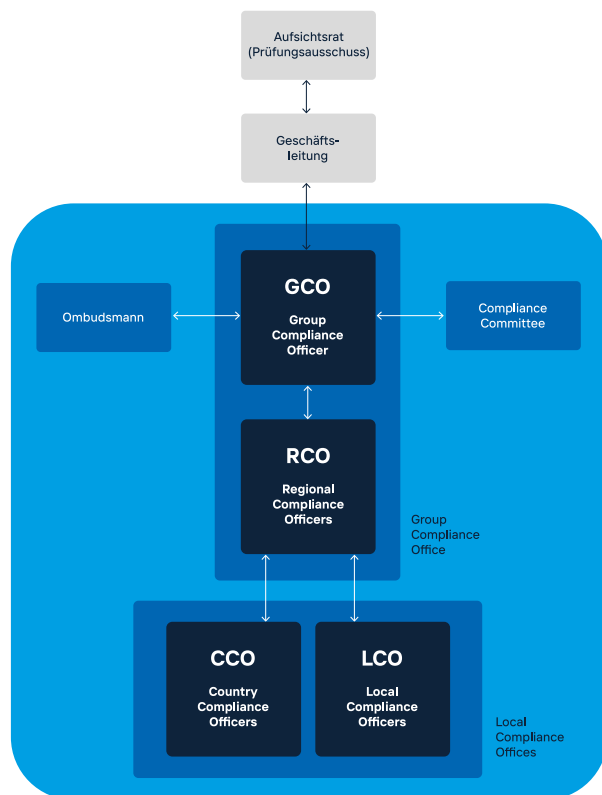 Aufsichtsrat
(Prüfungsausschuss)
Geschäfts-
leitung
GCO
Group
Compliance
Officer
Ombudsmann
Compliance
Committee
RCO
Regional
Compliance
Officers
Group
Compliance
Office
CCO
Country
Compliance
Officers
LCO
Local
Compliance
Officers
Local
Compliance
Offices